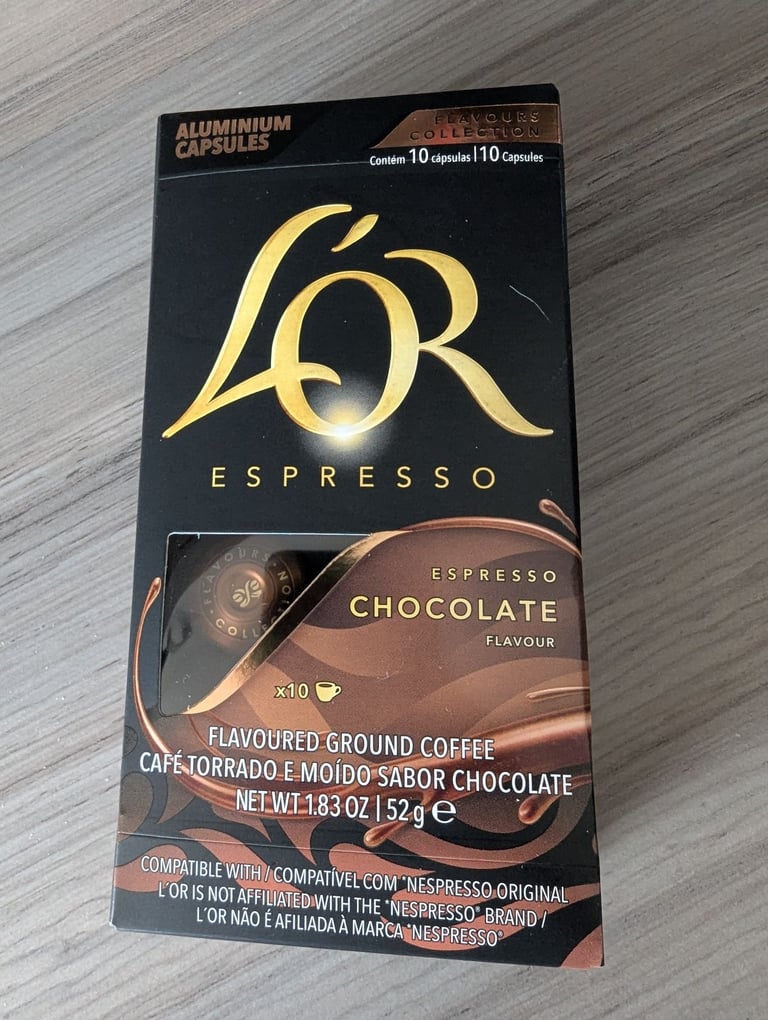 ALUMINIUM
CAPSULES
FLAVOURS
COLLECTION
Contém 10 cápsulas | 10 Capsules
L'OR
ESPRESSO
FLAVOURS
ESPRESSO
CHOCOLATE
FLAVOUR
x10
FLAVOURED GROUND COFFEE
CAFÉ TORRADO E MOÍDO SABOR CHOCOLATE
NET WT 1.83 OZ | 52 g e
COMPATIBLE WITH / COMPATÍVEL COM *NESPRESSO ORIGINAL
L'OR IS NOT AFFILIATED WITH THE *NESPRESSO® BRAND /
L'OR NÃO É AFILIADA À MARCA *NESPRESSO®